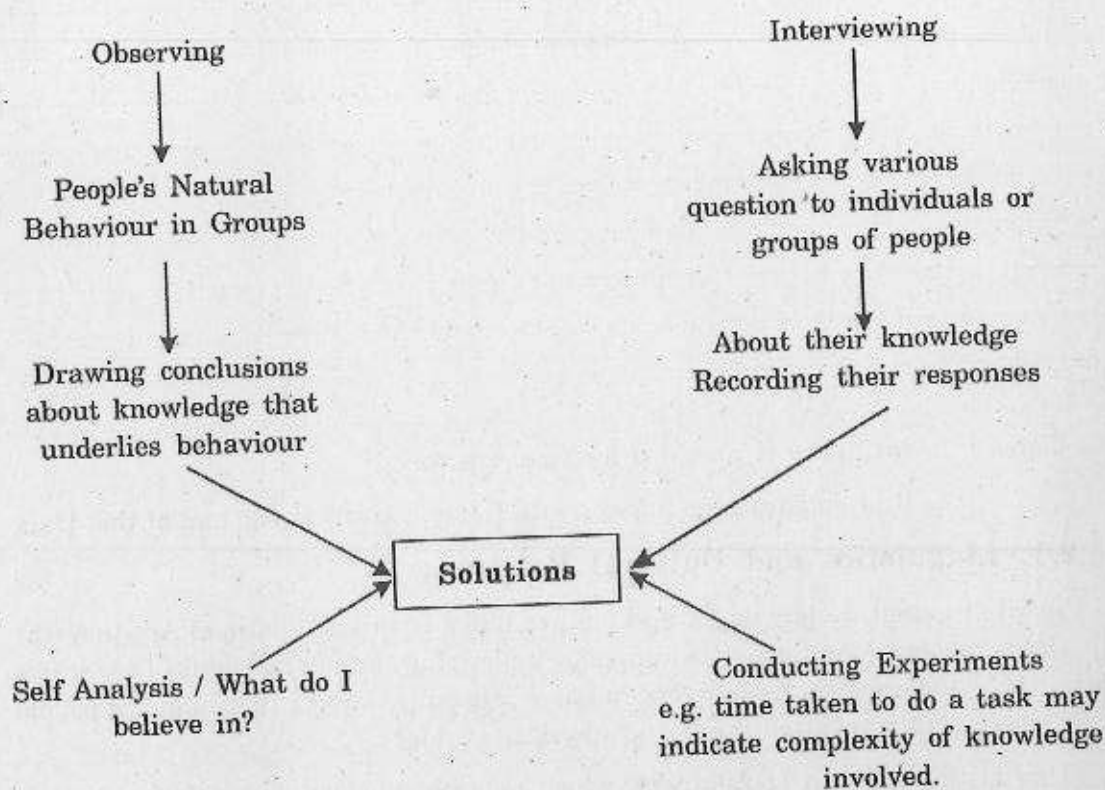 Observing
People's Natural
Behaviour in Groups
Drawing conclusions
about knowledge that
underlies behaviour
Interviewing
Asking various
question to individuals or
groups of people
About their knowledge
Recording their responses
Solutions
Self Analysis / What do I
believe in?
Conducting Experiments
e.g. time taken to do a task may
indicate complexity of knowledge
involved.